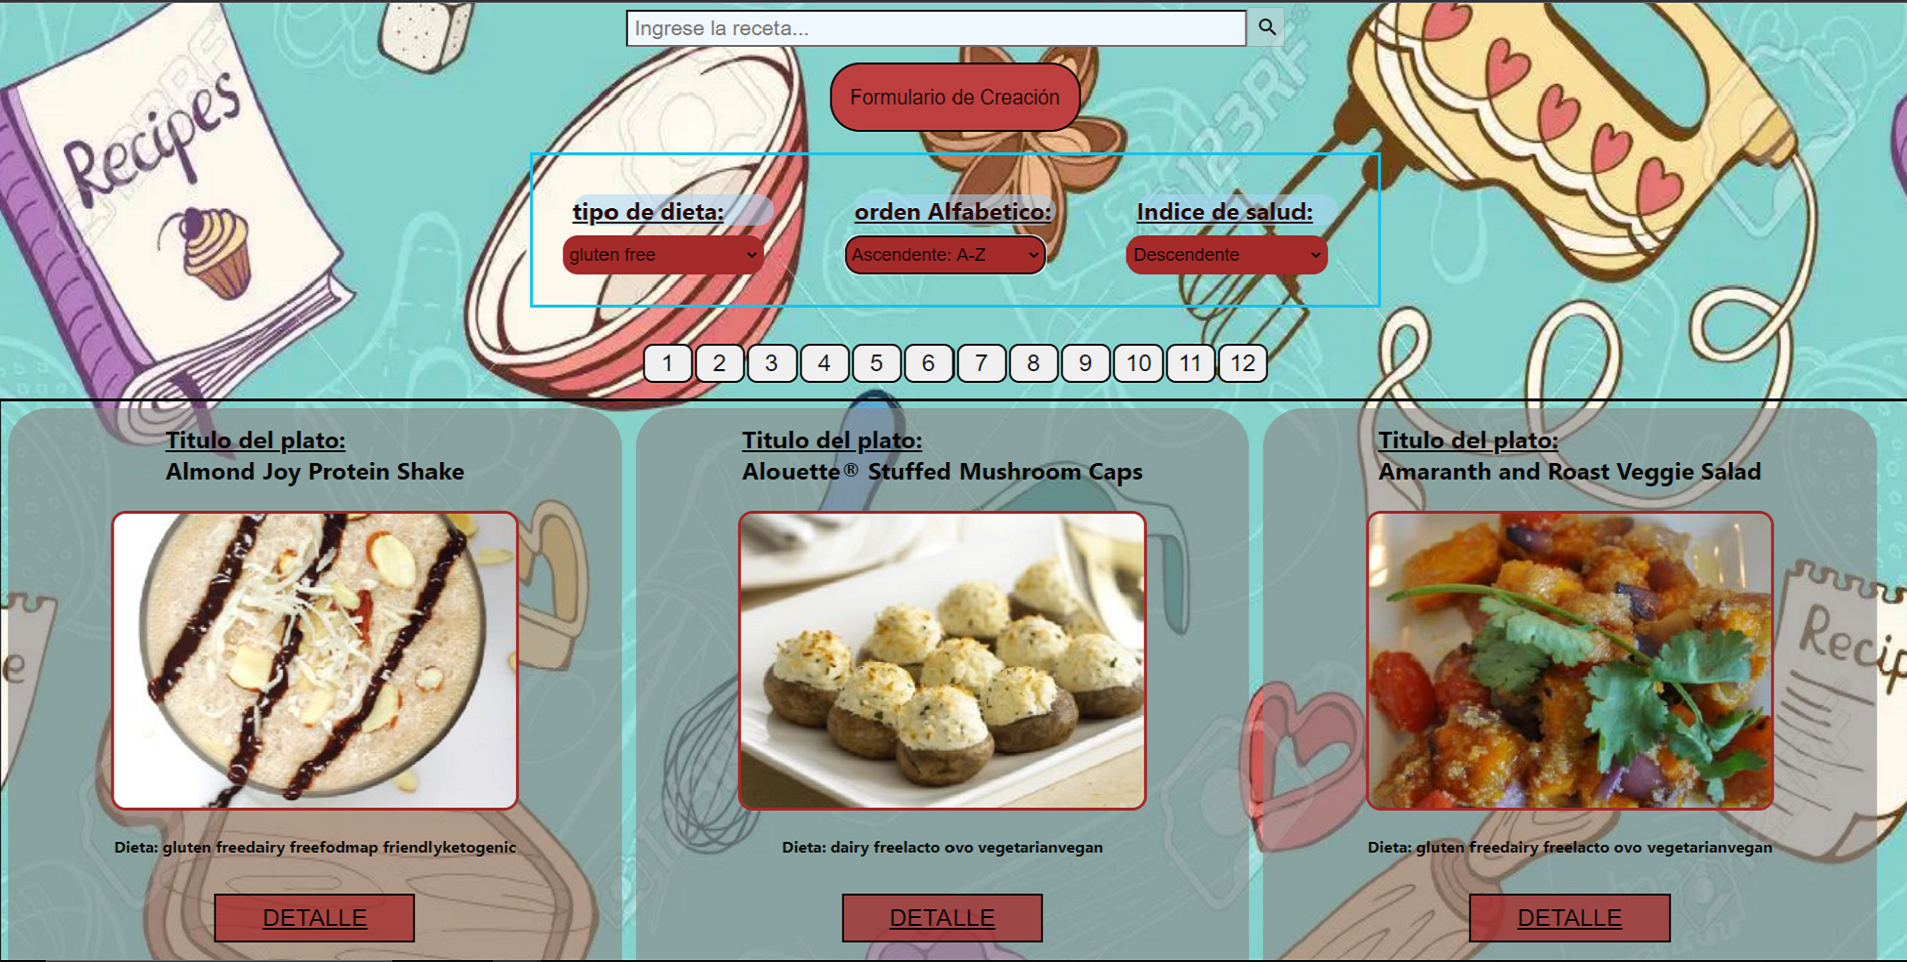 Ingrese la receta...
Formulario de Creación
Recipes
123RF
tipo de dieta:
orden Alfabetico:
Indice de salud:
gluten free
Ascendente: A-Z
Descendente
1 2 3 4 5 6 7 8 9 10 11 12
Titulo del plato:
Almond Joy Protein Shake
Titulo del plato:
Alouette® Stuffed Mushroom Caps
Titulo del plato:
Amaranth and Roast Veggie Salad
Recip
e
Dieta: gluten freedairy freefodmap friendlyketogenic
Dieta: dairy freelacto ovo vegetarianvegan
Dieta: gluten freedairy freelacto ovo vegetarianvegan
DETALLE
DETALLE
DETALLE